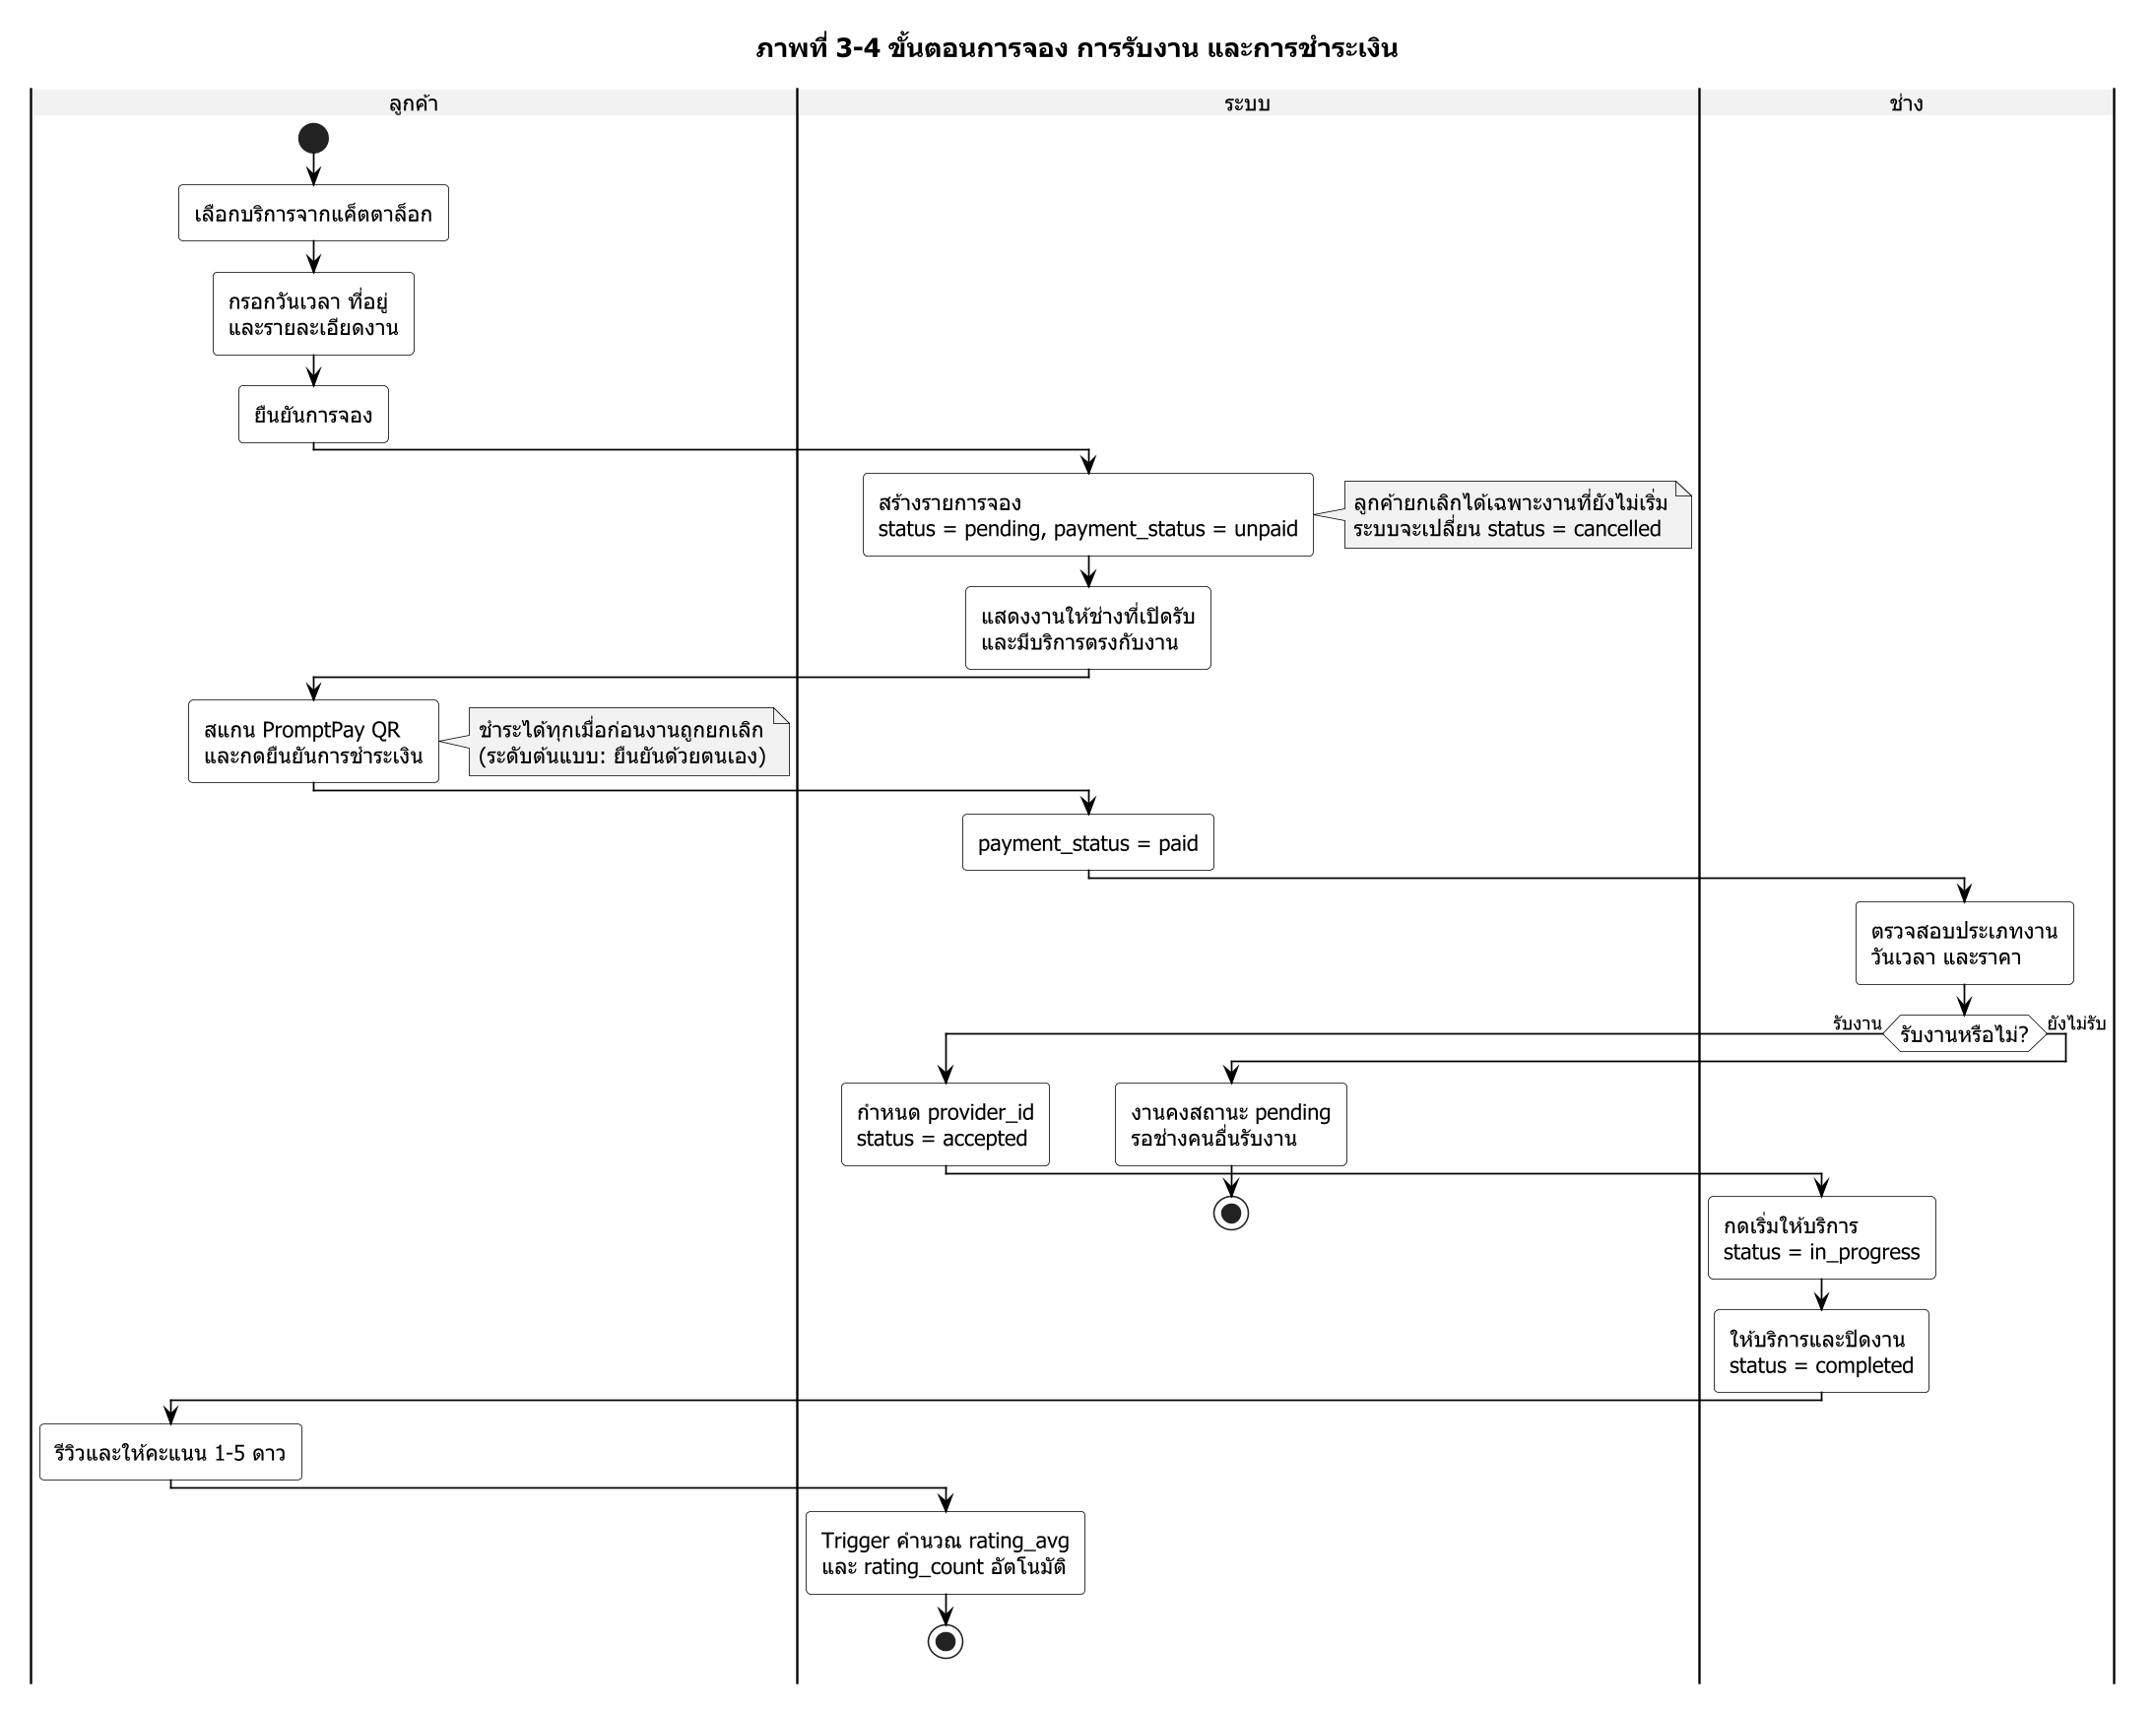 ภาพที่ 3-4 ขั้นตอนการจอง การรับงาน และการชำระเงิน
ลูกค้า
ระบบ
ช่าง
เลือกบริการจากแค็ตตาล็อก
กรอกวันเวลา ที่อยู่
และรายละเอียดงาน
ยืนยันการจอง
สร้างรายการจอง
status = pending, payment_status = unpaid
ลูกค้ายกเลิกได้เฉพาะงานที่ยังไม่เริ่ม
ระบบจะเปลี่ยน status = cancelled
แสดงงานให้ช่างที่เปิดรับ
และมีบริการตรงกับงาน
สแกน PromptPay QR
และกดยืนยันการชำระเงิน
ชำระได้ทุกเมื่อก่อนงานถูกยกเลิก
(ระดับต้นแบบ: ยืนยันด้วยตนเอง)
payment_status = paid
ตรวจสอบประเภทงาน
วันเวลา และราคา
รับงาน
รับงานหรือไม่?
ยังไม่รับ
กำหนด provider_id
status = accepted
งานคงสถานะ pending
รอช่างคนอื่นรับงาน
กดเริ่มให้บริการ
status = in_progress
ให้บริการและปิดงาน
status = completed
รีวิวและให้คะแนน 1-5 ดาว
Trigger คำนวณ rating_avg
และ rating_count อัตโนมัติ